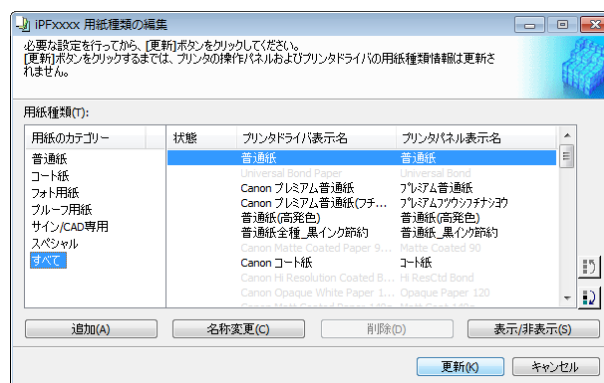 iPFxxxx 用紙種類の編集
必要な設定を行ってから、[更新]ボタンをクリックしてください。
[更新]ボタンをクリックするまでは、プリンタの操作パネルおよびプリンタドライバの用紙種類情報は更新さ
れません。
用紙種類(T):
用紙のカテゴリー 状態 プリンタドライバ表示名 プリンタパネル表示名
普通紙 普通紙 普通紙
コート紙 Universal Bond Paper Universal Bond
フォト用紙 Canon プレミアム普通紙 プレミアム普通紙
プルーフ用紙 Canon プレミアム普通紙(フチ... プレミアムフツウシフチナシヨウ
サイン/CAD専用 普通紙(高発色) 普通紙(高発色)
スペシャル 普通紙全種_黒インク節約 普通紙_黒インク節約
すべて Canon Matte Coated Paper 9... Matte Coated 90
Canon コート紙 コート紙
Canon Hi Resolution Coated B... Hi ResCtd Bond
Canon Opaque White Paper 1... Opaque Paper 120
追加(A) 名称変更(C) 削除(D) 表示/非表示(S)
更新(K) キャンセル